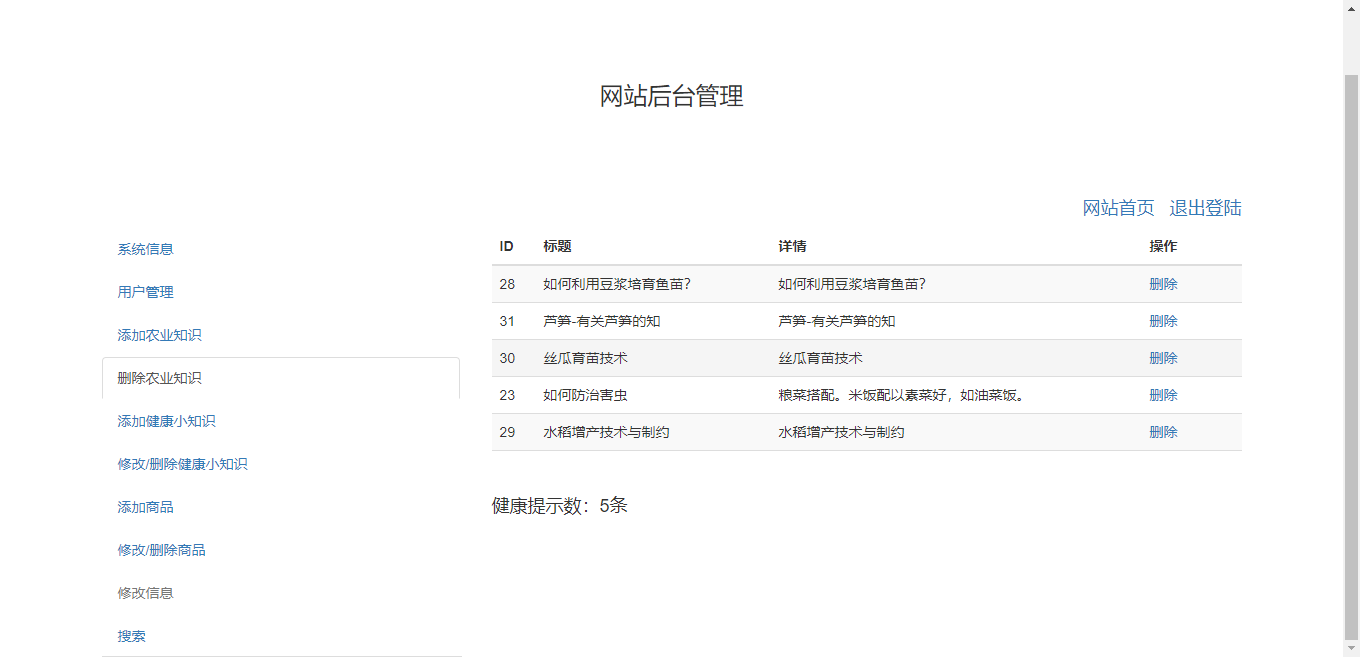 网站后台管理
网站首页 退出登陆
系统信息
用户管理
添加农业知识
删除农业知识
添加健康小知识
修改/删除健康小知识
添加商品
修改/删除商品
修改信息
搜索
ID 标题 详情 操作
28 如何利用豆浆培育鱼苗? 如何利用豆浆培育鱼苗? 删除
31 芦笋-有关芦笋的知 芦笋-有关芦笋的知 删除
30 丝瓜育苗技术 丝瓜育苗技术 删除
23 如何防治害虫 粮菜搭配。米饭配以素菜好，如油菜饭。 删除
29 水稻增产技术与制约 水稻增产技术与制约 删除
健康提示数：5条